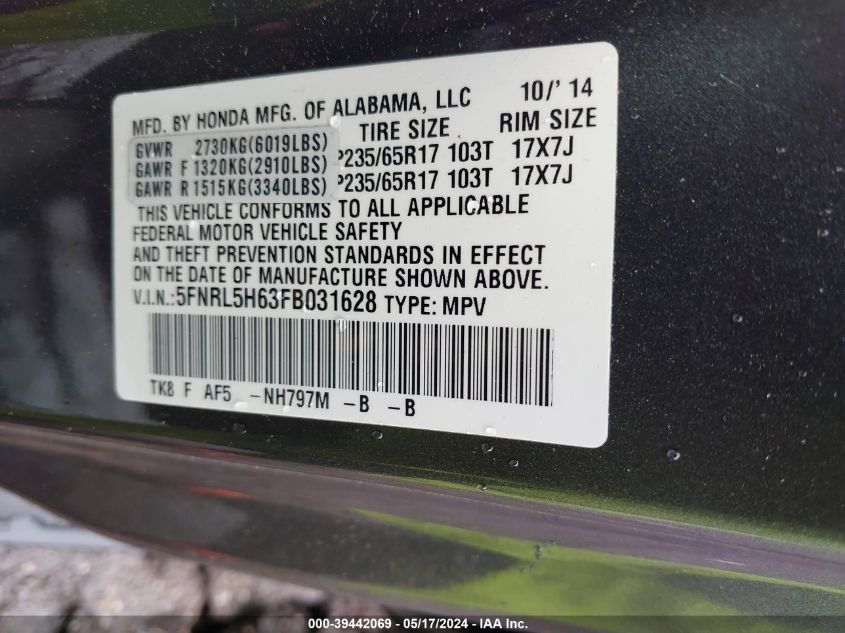 MFD. BY HONDA MFG. OF ALABAMA, LLC 10/' 14
TIRE SIZE RIM SIZE
GVWR 2730KG(6019LBS)
GAWR F 1320KG(2910LBS) P235/65R17 103T 17X7J
GAWR R 1515KG(3340LBS) P235/65R17 103T 17X7J
THIS VEHICLE CONFORMS TO ALL APPLICABLE
FEDERAL MOTOR VEHICLE SAFETY
AND THEFT PREVENTION STANDARDS IN EFFECT
ON THE DATE OF MANUFACTURE SHOWN ABOVE.
V.I.N.:5FNRL5H63FB031628 TYPE: MPV
TK8 F AF5 -NH797M -B -B
000-39442069 - 05/17/2024 - IAAI.com